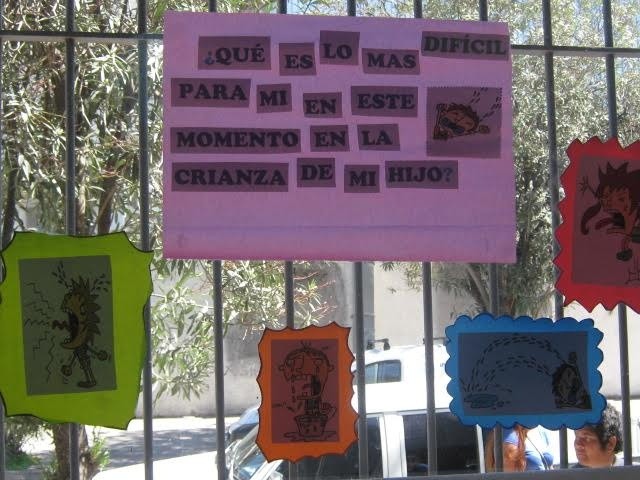 ¿QUÉ ES LO MAS DIFÍCIL
PARA MI EN ESTE
MOMENTO EN LA
CRIANZA DE MI HIJO?